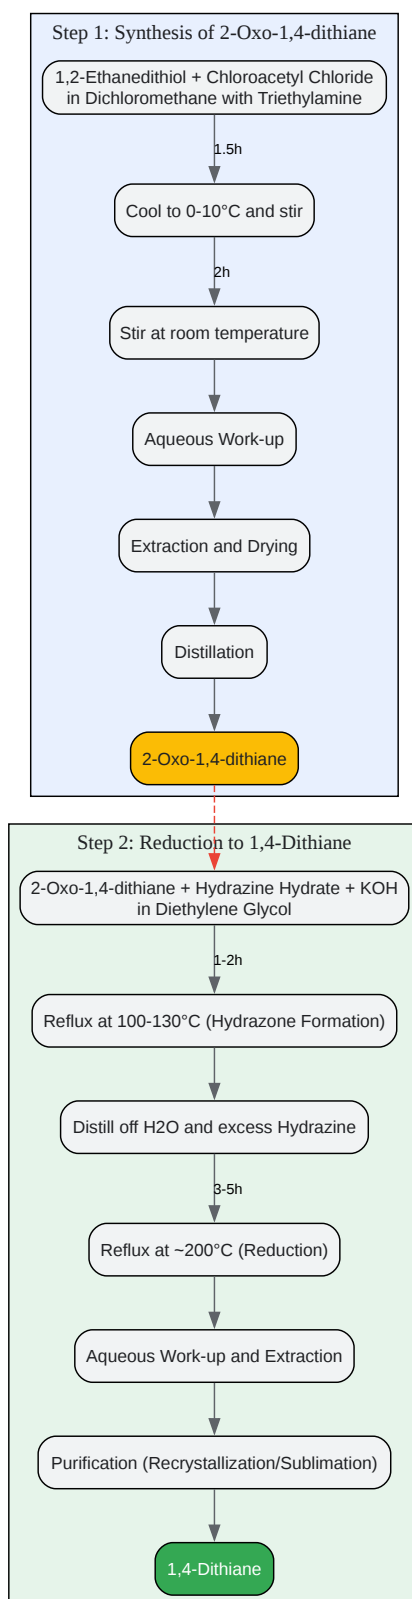 Step 1: Synthesis of 2-Oxo-1,4-dithiane
1,2-Ethanedithiol + Chloroacetyl Chloride
in Dichloromethane with Triethylamine
1.5h
Cool to 0-10°C and stir
2h
Stir at room temperature
Aqueous Work-up
Extraction and Drying
Distillation
2-Oxo-1,4-dithiane
Step 2: Reduction to 1,4-Dithiane
2-Oxo-1,4-dithiane + Hydrazine Hydrate + KOH
in Diethylene Glycol
1-2h
Reflux at 100-130°C (Hydrazone Formation)
Distill off H2O and excess Hydrazine
3-5h
Reflux at ~200°C (Reduction)
Aqueous Work-up and Extraction
Purification (Recrystallization/Sublimation)
1,4-Dithiane